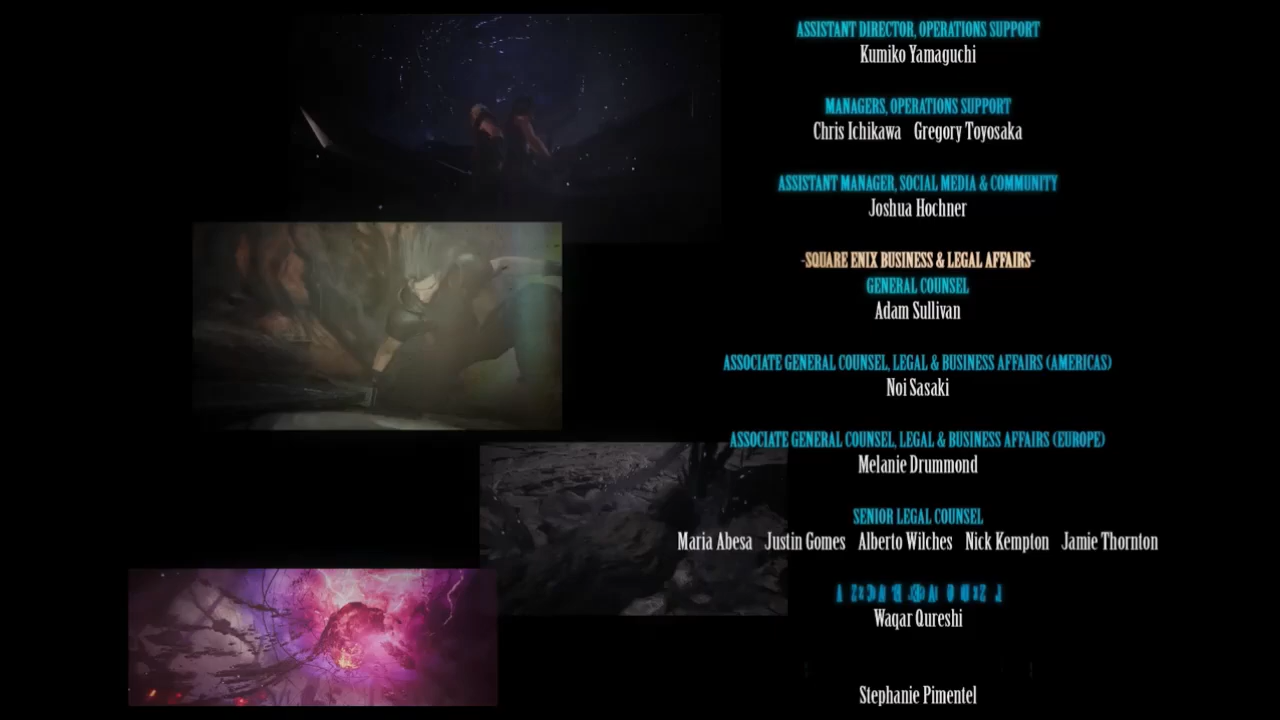 ASSISTANT DIRECTOR, OPERATIONS SUPPORT
Kumiko Yamaguchi
MANAGERS, OPERATIONS SUPPORT
Chris Ichikawa Gregory Toyosaka
ASSISTANT MANAGER, SOCIAL MEDIA & COMMUNITY
Joshua Hochner
-SQUARE ENIX BUSINESS & LEGAL AFFAIRS-
GENERAL COUNSEL
Adam Sullivan
ASSOCIATE GENERAL COUNSEL, LEGAL & BUSINESS AFFAIRS (AMERICAS)
Noi Sasaki
ASSOCIATE GENERAL COUNSEL, LEGAL & BUSINESS AFFAIRS (EUROPE)
Melanie Drummond
SENIOR LEGAL COUNSEL
Maria Abesa Justin Gomes Alberto Wilches Nick Kempton Jamie Thornton
Waqar Qureshi
Stephanie Pimentel